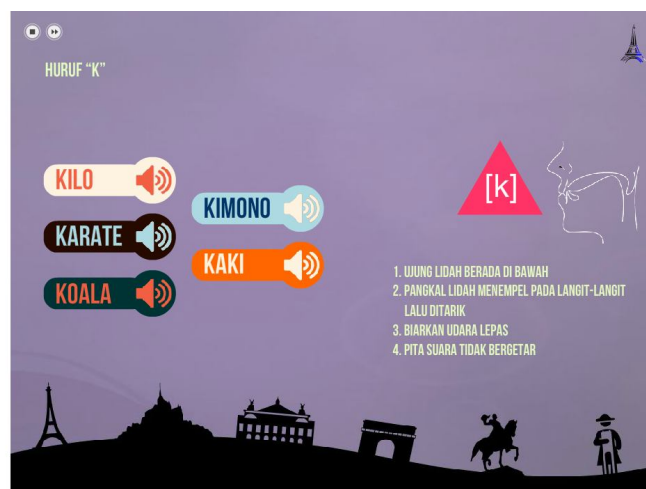 HURUF “K”
KILO
KARATE
KOALA
KIMONO
KAKI
[k]
1. UJUNG LIDAH BERADA DI BAWAH
2. PANGKAL LIDAH MENEMPEL PADA LANGIT-LANGIT
LALU DITARIK
3. BIARKAN UDARA LEPAS
4. PITA SUARA TIDAK BERGETAR